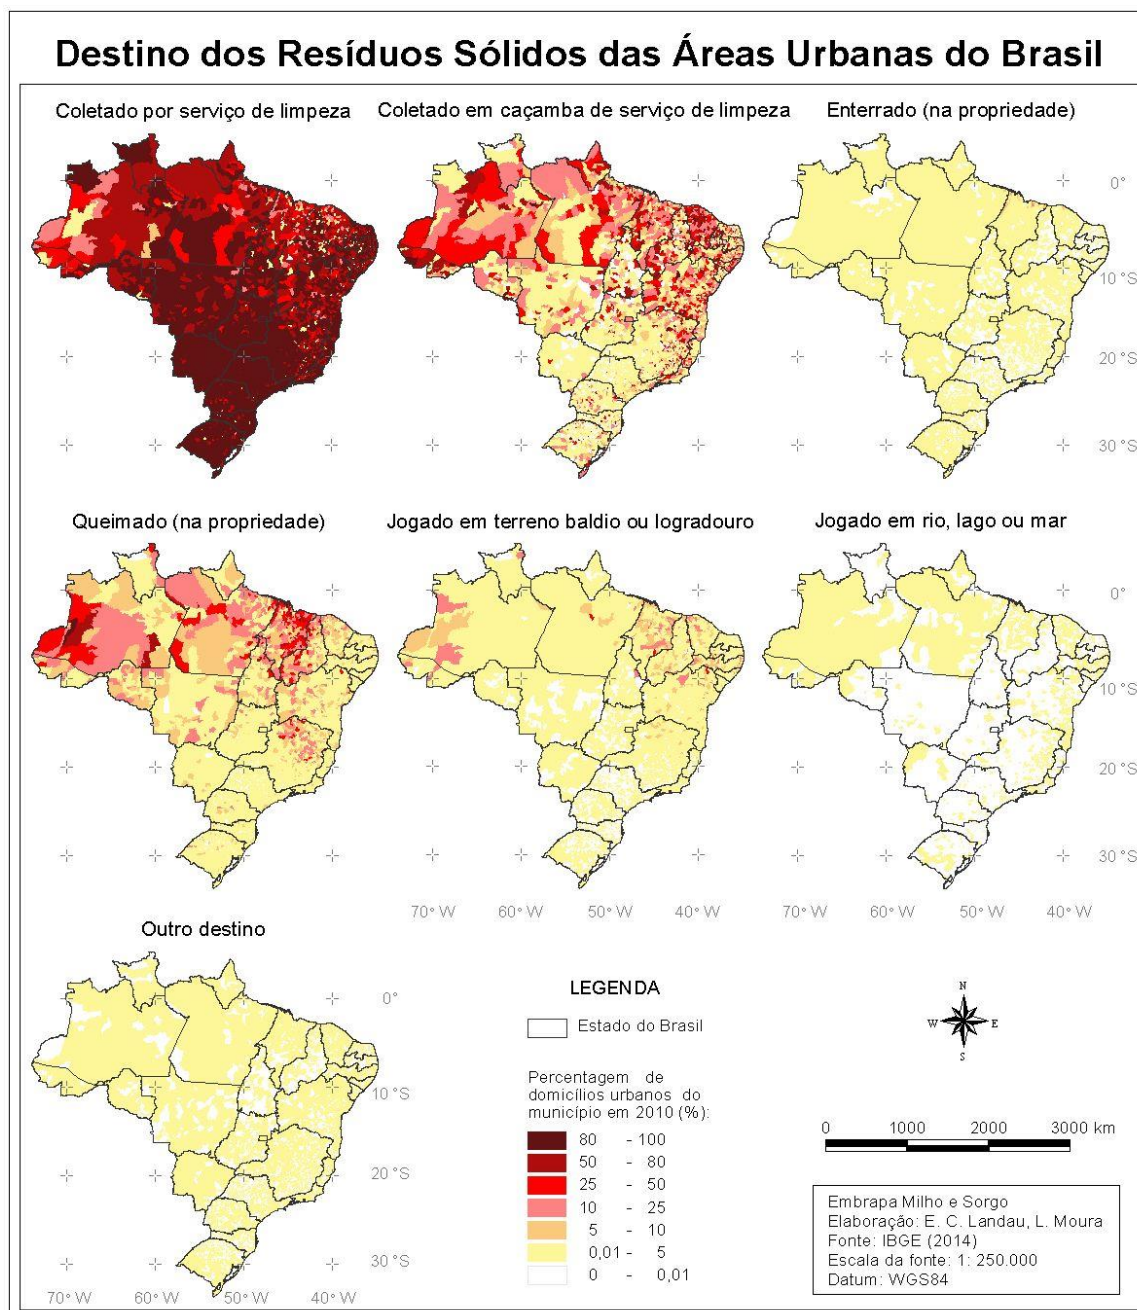 Destino dos Resíduos Sólidos das Áreas Urbanas do Brasil
Coletado por serviço de limpeza
Coletado em caçamba de serviço de limpeza
Enterrado (na propriedade)
0°
10 °S
20 °S
30 °S
Queimado (na propriedade)
Jogado em terreno baldio ou logradouro
Jogado em rio, lago ou mar
0°
10 °S
20 °S
30 °S
70° W 60° W 50° W 40° W
70° W 60° W 50° W 40° W
Outro destino
0°
10 °S
20 °S
30 °S
70° W 60° W 50° W 40° W
LEGENDA
Estado do Brasil
Percentagem de
domicílios urbanos do
município em 2010 (%):
80 - 100
50 - 80
25 - 50
10 - 25
5 - 10
0,01 - 5
0 - 0,01
N
W E
S
0 1000 2000 3000 km
Embrapa Milho e Sorgo
Elaboração: E. C. Landau, L. Moura
Fonte: IBGE (2014)
Escala da fonte: 1: 250.000
Datum: WGS84